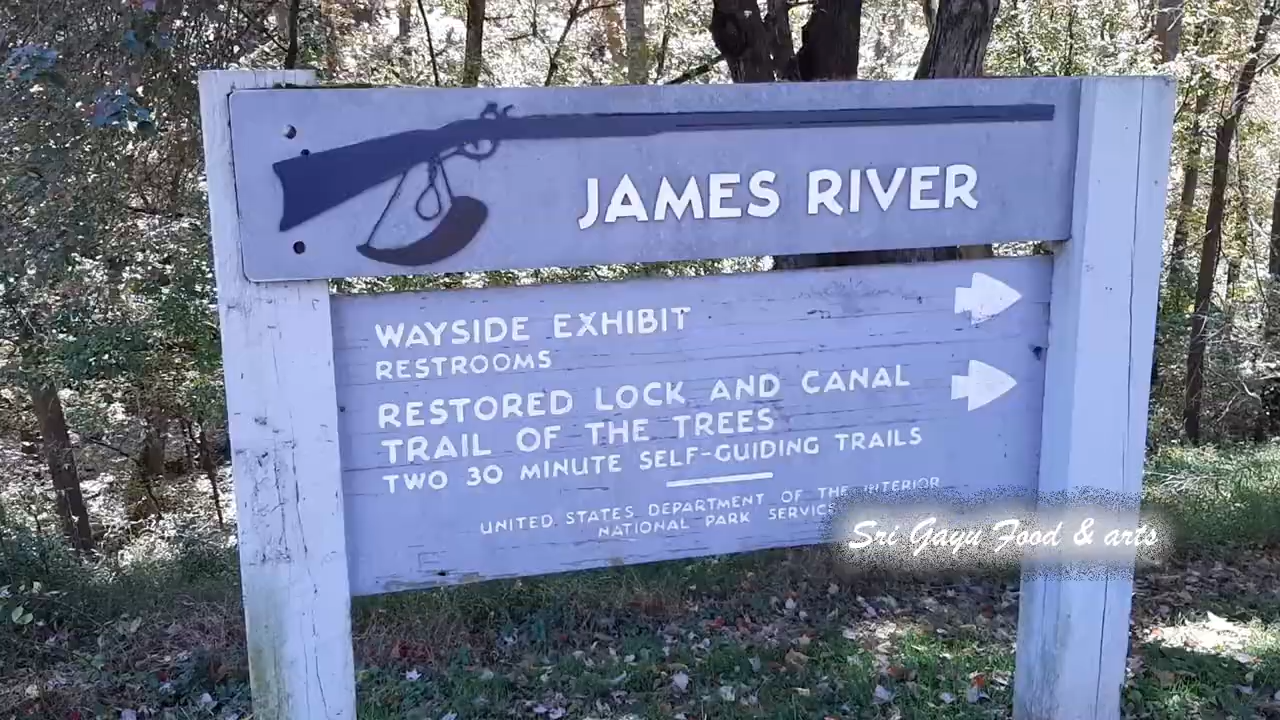 JAMES RIVER
WAYSIDE EXHIBIT
RESTROOMS
RESTORED LOCK AND CANAL
TRAIL OF THE TREES
TWO 30 MINUTE SELF-GUIDING TRAILS
UNITED STATES DEPARTMENT OF THE INTERIOR
NATIONAL PARK SERVICE
Sri Gayu Food & arts